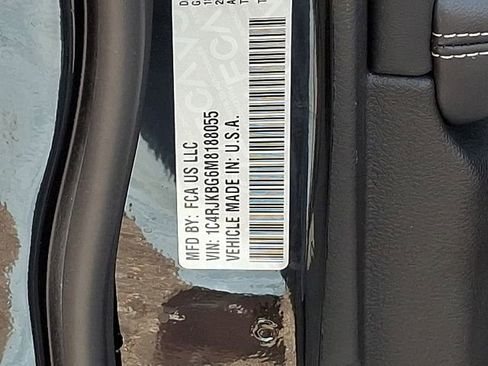 MFD BY: FCA US LLC
VIN: 1C4RJKBG6M8188055
VEHICLE MADE IN: U.S.A.